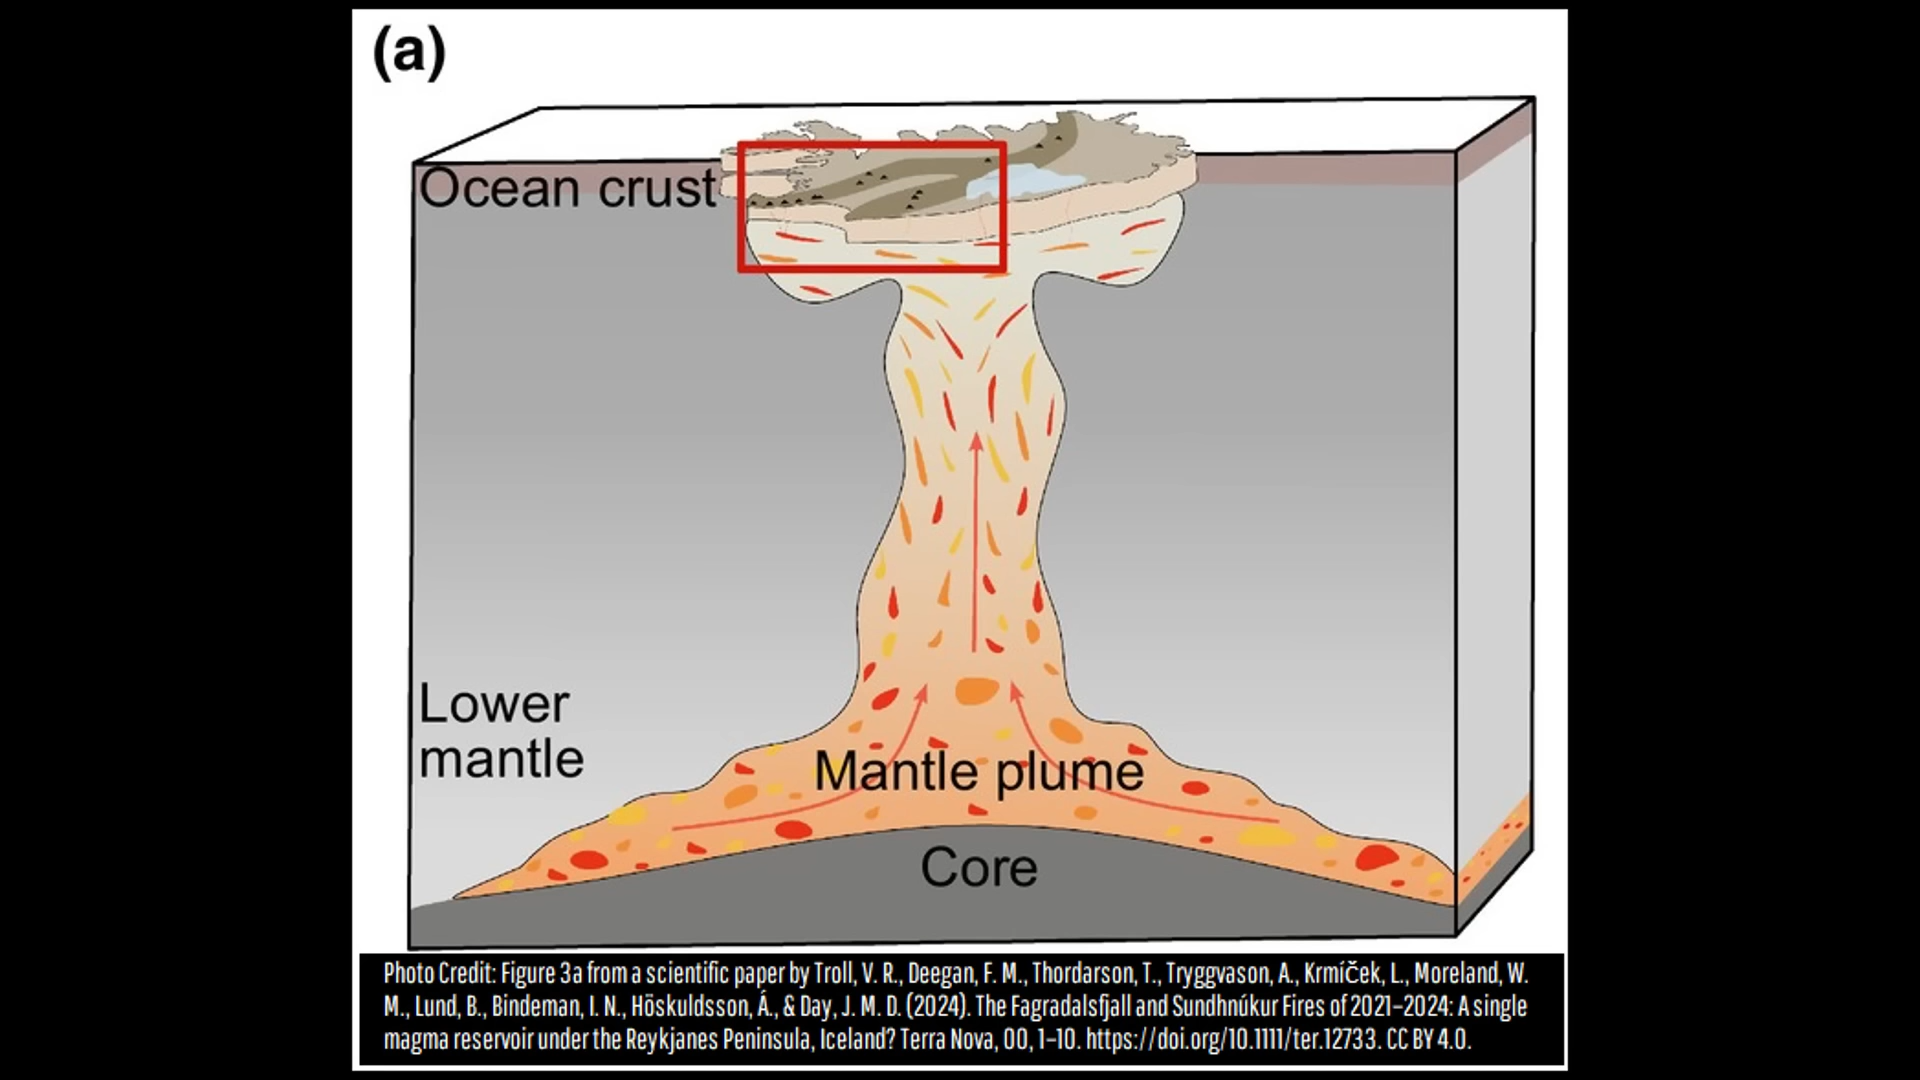 (a)
Ocean crust
Lower
mantle
Mantle plume
Core
Photo Credit: Figure 3a from a scientific paper by Troll, V. R., Deegan, F. M., Thordarson, T., Tryggvason, A., Krmíček, L., Moreland, W.
M., Lund, B., Bindeman, I. N., Höskuldsson, Á., & Day, J. M. D. (2024). The Fagradalsfjall and Sundhnúkur Fires of 2021–2024: A single
magma reservoir under the Reykjanes Peninsula, Iceland? Terra Nova, 00, 1–10. https://doi.org/10.1111/ter.12733. CC BY 4.0.